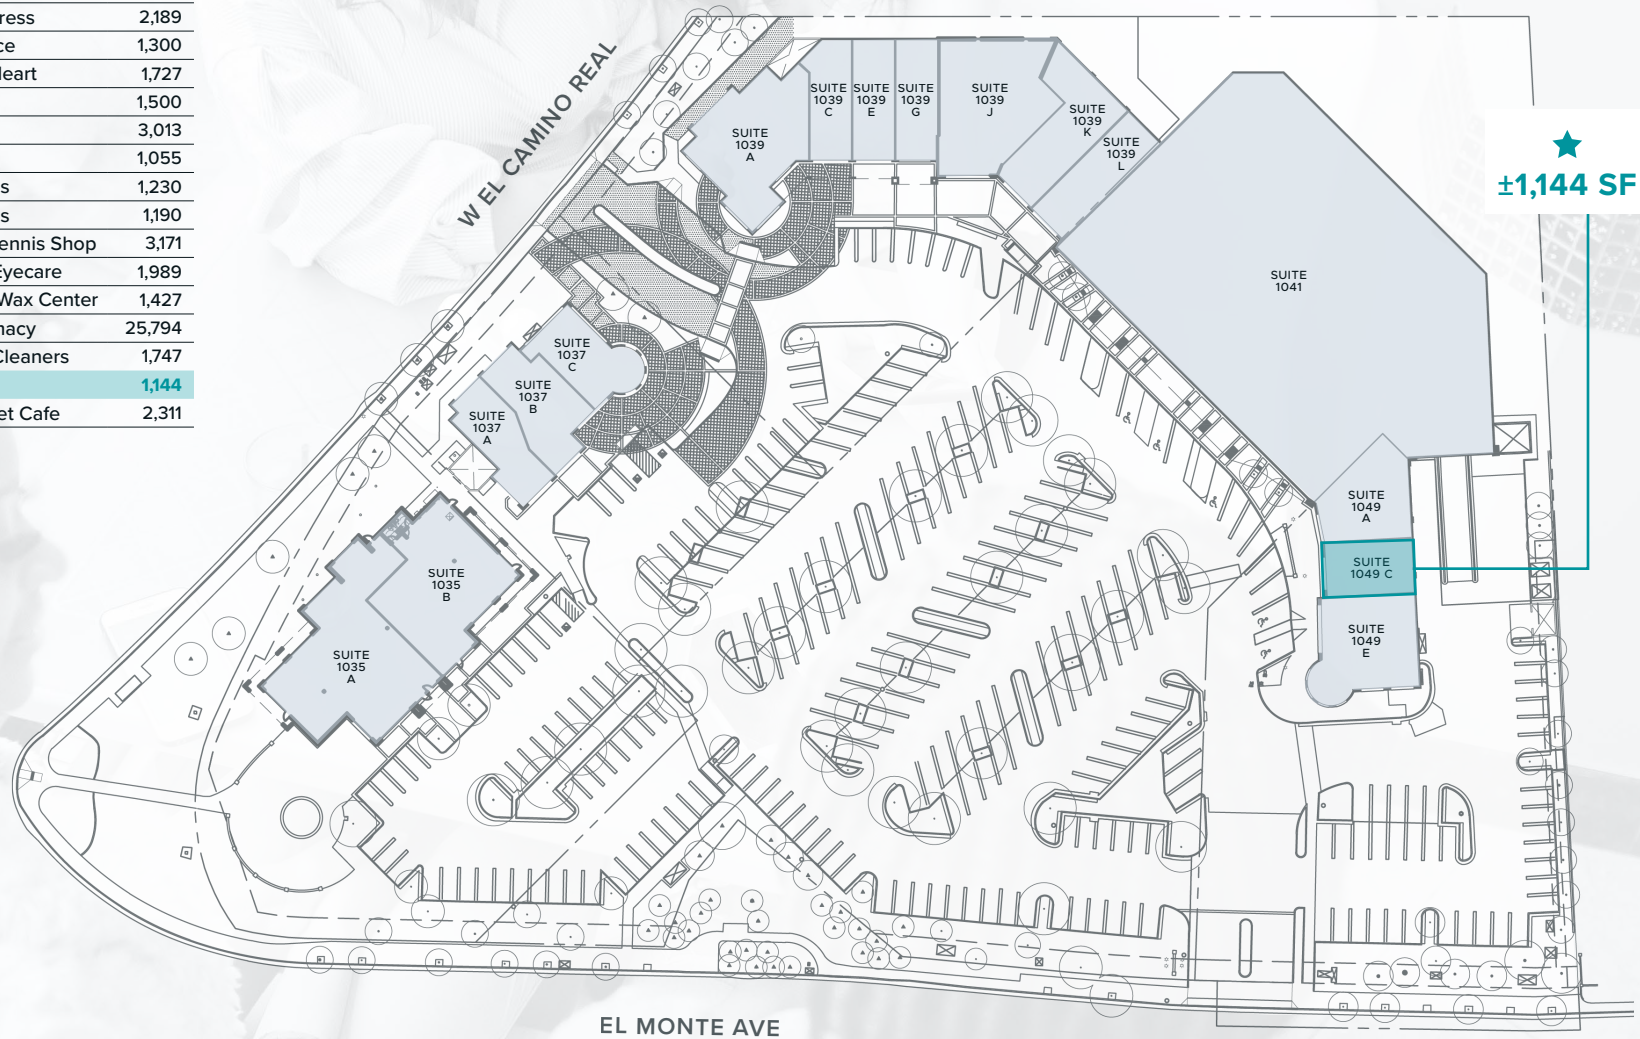 ress 2,189
ce 1,300
Heart 1,727
1,500
3,013
1,055
s 1,230
s 1,190
ennis Shop 3,171
Eyecare 1,989
Wax Center 1,427
macy 25,794
Cleaners 1,747
1,144
et Cafe 2,311
W EL CAMINO REAL
SUITE
1039
A
SUITE
1039
C
SUITE
1039
E
SUITE
1039
G
SUITE
1039
J
SUITE
1039
K
SUITE
1039
L
SUITE
1041
±1,144 SF
SUITE
1037
C
SUITE
1037
B
SUITE
1037
A
SUITE
1035
B
SUITE
1035
A
SUITE
1049
A
SUITE
1049 C
SUITE
1049
E
EL MONTE AVE